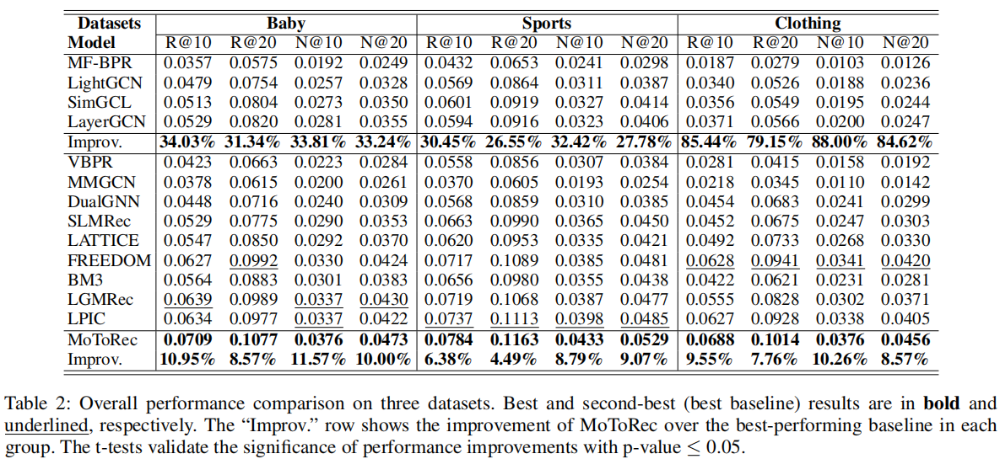 Datasets Baby Sports Clothing
Model R@10 R@20 N@10 N@20 R@10 R@20 N@10 N@20 R@10 R@20 N@10 N@20
MF-BPR 0.0357 0.0575 0.0192 0.0249 0.0432 0.0653 0.0241 0.0298 0.0187 0.0279 0.0103 0.0126
LightGCN 0.0479 0.0754 0.0257 0.0328 0.0569 0.0864 0.0311 0.0387 0.0340 0.0526 0.0188 0.0236
SimGCL 0.0513 0.0804 0.0273 0.0350 0.0601 0.0919 0.0327 0.0414 0.0356 0.0549 0.0195 0.0244
LayerGCN 0.0529 0.0820 0.0281 0.0355 0.0594 0.0916 0.0323 0.0406 0.0371 0.0566 0.0200 0.0247
Improv. 34.03% 31.34% 33.81% 33.24% 30.45% 26.55% 32.42% 27.78% 85.44% 79.15% 88.00% 84.62%
VBPR 0.0423 0.0663 0.0223 0.0284 0.0558 0.0856 0.0307 0.0384 0.0281 0.0415 0.0158 0.0192
MMGCN 0.0378 0.0615 0.0200 0.0261 0.0370 0.0605 0.0193 0.0254 0.0218 0.0345 0.0110 0.0142
DualGNN 0.0448 0.0716 0.0240 0.0309 0.0568 0.0859 0.0310 0.0385 0.0454 0.0683 0.0241 0.0299
SLMRec 0.0529 0.0775 0.0290 0.0353 0.0663 0.0990 0.0365 0.0450 0.0452 0.0675 0.0247 0.0303
LATTICE 0.0547 0.0850 0.0292 0.0370 0.0620 0.0953 0.0335 0.0421 0.0492 0.0733 0.0268 0.0330
FREEDOM 0.0627 0.0992 0.0330 0.0424 0.0717 0.1089 0.0385 0.0481 0.0628 0.0941 0.0341 0.0420
BM3 0.0564 0.0883 0.0301 0.0383 0.0656 0.0980 0.0355 0.0438 0.0422 0.0621 0.0231 0.0281
LGMRec 0.0639 0.0989 0.0337 0.0430 0.0719 0.1068 0.0387 0.0477 0.0555 0.0828 0.0302 0.0371
LPIC 0.0634 0.0977 0.0337 0.0422 0.0737 0.1113 0.0398 0.0485 0.0627 0.0928 0.0338 0.0405
MoToRec 0.0709 0.1077 0.0376 0.0473 0.0784 0.1163 0.0433 0.0529 0.0688 0.1014 0.0376 0.0456
Improv. 10.95% 8.57% 11.57% 10.00% 6.38% 4.49% 8.79% 9.07% 9.55% 7.76% 10.26% 8.57%
Table 2: Overall performance comparison on three datasets. Best and second-best (best baseline) results are in bold and
underlined, respectively. The “Improv.” row shows the improvement of MoToRec over the best-performing baseline in each
group. The t-tests validate the significance of performance improvements with p-value ≤ 0.05.